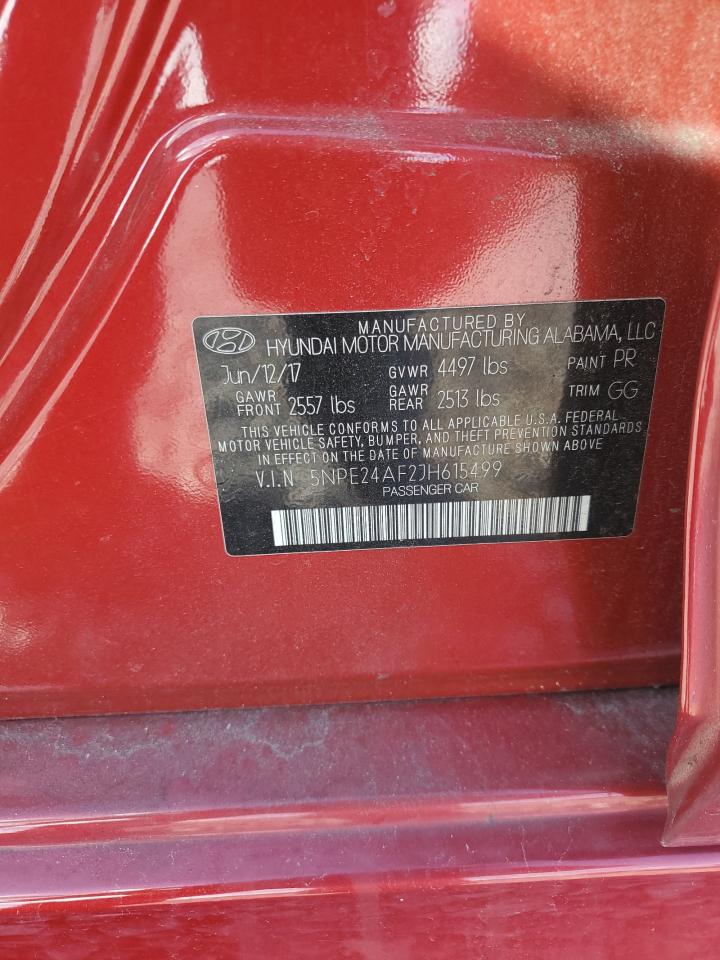 MANUFACTURED BY
HYUNDAI MOTOR MANUFACTURING ALABAMA, LLC
Jun/12/17 GVWR 4497 lbs PAINT PR
GAWR FRONT 2557 lbs GAWR REAR 2513 lbs TRIM GG
THIS VEHICLE CONFORMS TO ALL APPLICABLE U.S.A. FEDERAL
MOTOR VEHICLE SAFETY, BUMPER, AND THEFT PREVENTION STANDARDS
IN EFFECT ON THE DATE OF MANUFACTURE SHOWN ABOVE
V.I.N 5NPE24AF2JH615499
PASSENGER CAR